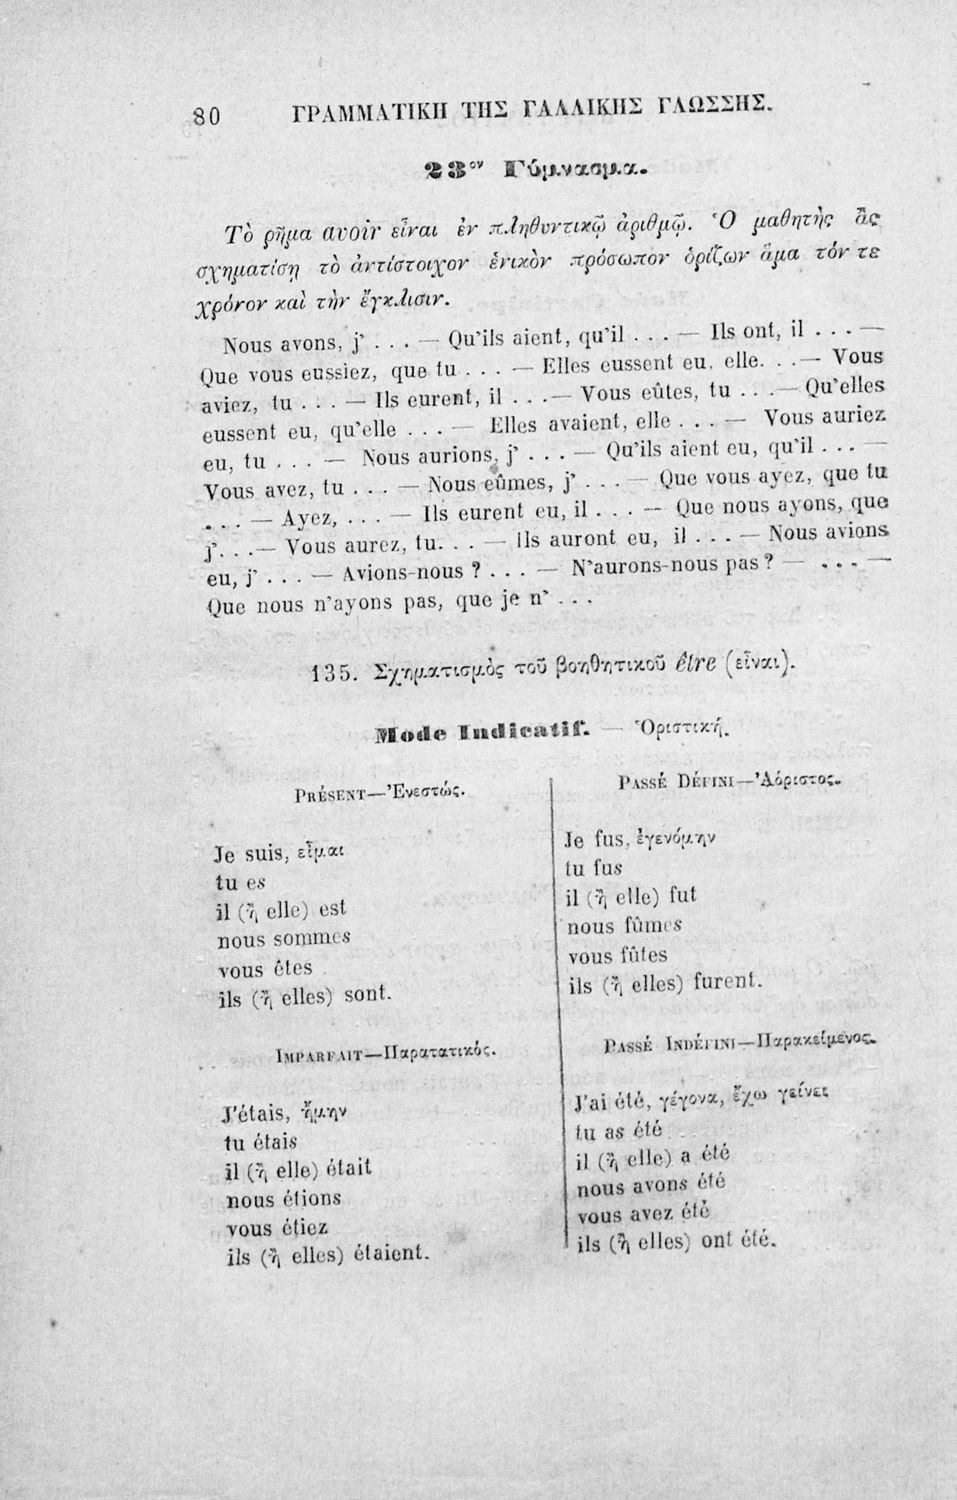 80 ΓΡΑΜΜΑΤΙΚΗ ΤΗΣ ΓΑΛΛΙΚΗΣ ΓΛΩΣΣΗΣ.
23ον Γύμνασμα.
Τὸ ρῆμα avoir εἶναι ἐν πληθυντικῷ ἀριθμῷ. Ὁ μαθητὴς ἂς
σχηματίσῃ τὸ ἀντίστοιχον ἑνικὸν πρόσωπον ὁρίζων ἅμα τόν τε
χρόνον καὶ τὴν ἔγκλισιν.
Nous avons, j' . . . — Qu'ils aient, qu'il . . . — Ils ont, il . . . —
Que vous eussiez, que tu . . . — Elles eussent eu, elle. . . — Vous
aviez, tu . . . — Ils eurent, il . . . — Vous eûtes, tu . . . — Qu'elles
eussent eu, qu'elle . . . — Elles avaient, elle . . . — Vous auriez
eu, tu . . . — Nous aurions, j' . . . — Qu'ils aient eu, qu'il . . . —
Vous avez, tu . . . — Nous eûmes, j' . . . — Que vous ayez, que tu
. . . — Ayez, . . . — Ils eurent eu, il . . . — Que nous ayons, que
j'. . . — Vous aurez, tu. . . — Ils auront eu, il . . . — Nous avions
eu, j' . . . — Avions-nous ? . . . — N'aurons-nous pas ? — . . . —
Que nous n'ayons pas, que je n' . . .
135. Σχηματισμὸς τοῦ βοηθητικοῦ être (εἶναι).
Mode Indicatif. — Ὁριστική.
PRÉSENT—Ἐνεστώς.
Je suis, εἶμαι
tu es
il (ἢ elle) est
nous sommes
vous êtes
ils (ἢ elles) sont.
IMPARFAIT—Παρατατικός.
J'étais, ἤμην
tu étais
il (ἢ elle) était
nous étions
vous étiez
ils (ἢ elles) étaient.
PASSÉ DÉFINI—Ἀόριστος.
Je fus, ἐγενόμην
tu fus
il (ἢ elle) fut
nous fûmes
vous fûtes
ils (ἢ elles) furent.
PASSÉ INDÉFINI—Παρακείμενος.
J'ai été, γέγονα, ἔχω γείνει
tu as été
il (ἢ elle) a été
nous avons été
vous avez été
ils (ἢ elles) ont été.